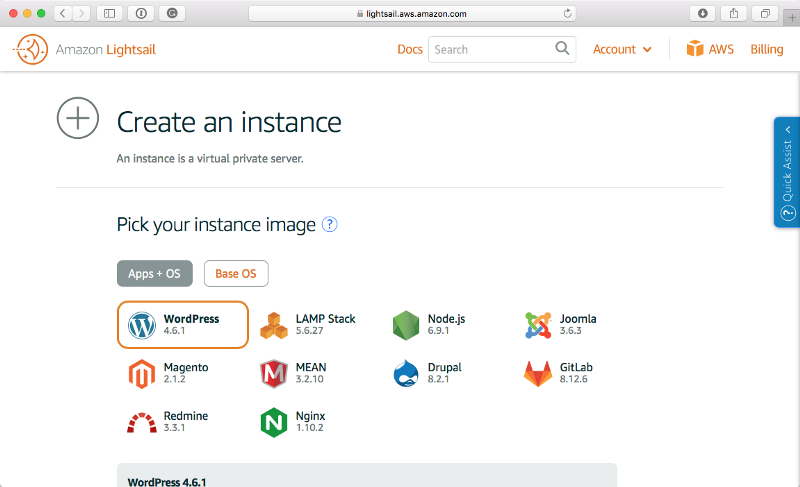 lightsail.aws.amazon.com
Amazon Lightsail
Docs
Search
Account
AWS
Billing
Create an instance
An instance is a virtual private server.
Quick Assist
?
Pick your instance image ?
Apps + OS
Base OS
WordPress
4.6.1
LAMP Stack
5.6.27
Node.js
6.9.1
Joomla
3.6.3
Magento
2.1.2
MEAN
3.2.10
Drupal
8.2.1
GitLab
8.12.6
Redmine
3.3.1
Nginx
1.10.2
WordPress 4.6.1